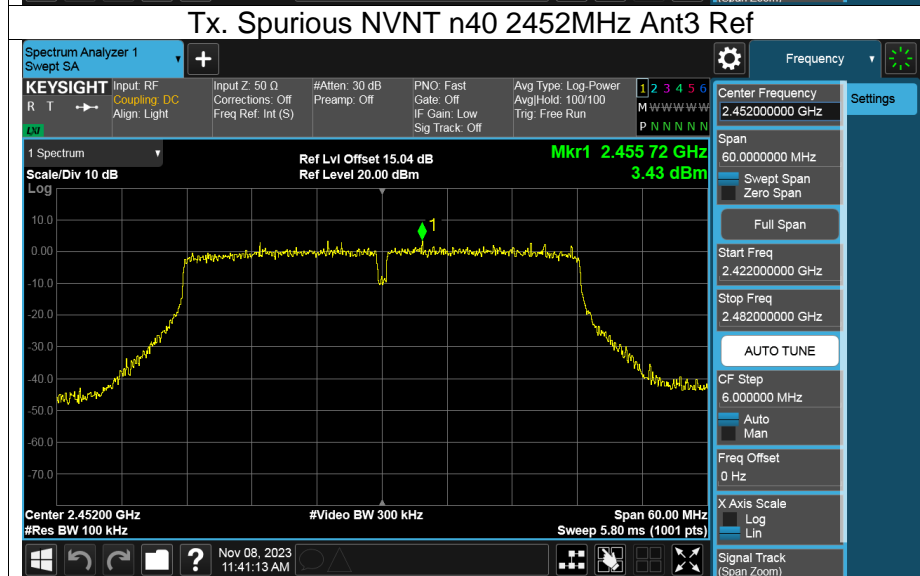 (Span Zoom)
Tx. Spurious NVNT n40 2452MHz Ant3 Ref
Spectrum Analyzer 1
Swept SA
+
Frequency
KEYSIGHT
R T
LXI
Input: RF
Coupling: DC
Align: Light
Input Z: 50 Ω
Corrections: Off
Freq Ref: Int (S)
#Atten: 30 dB
Preamp: Off
PNO: Fast
Gate: Off
IF Gain: Low
Sig Track: Off
Avg Type: Log-Power
Avg|Hold: 100/100
Trig: Free Run
1 2 3 4 5 6
M W W W W W
P N N N N N
1 Spectrum
Scale/Div 10 dB
Log
Ref Lvl Offset 15.04 dB
Ref Level 20.00 dBm
Mkr1 2.455 72 GHz
3.43 dBm
1
10.0
0.00
-10.0
-20.0
-30.0
-40.0
-50.0
-60.0
-70.0
Center 2.45200 GHz
#Res BW 100 kHz
#Video BW 300 kHz
Span 60.00 MHz
Sweep 5.80 ms (1001 pts)
Center Frequency
2.452000000 GHz
Settings
Span
60.0000000 MHz
Swept Span
Zero Span
Full Span
Start Freq
2.422000000 GHz
Stop Freq
2.482000000 GHz
AUTO TUNE
CF Step
6.000000 MHz
Auto
Man
Freq Offset
0 Hz
X Axis Scale
Log
Lin
Signal Track
(Span Zoom)
?
Nov 08, 2023
11:41:13 AM